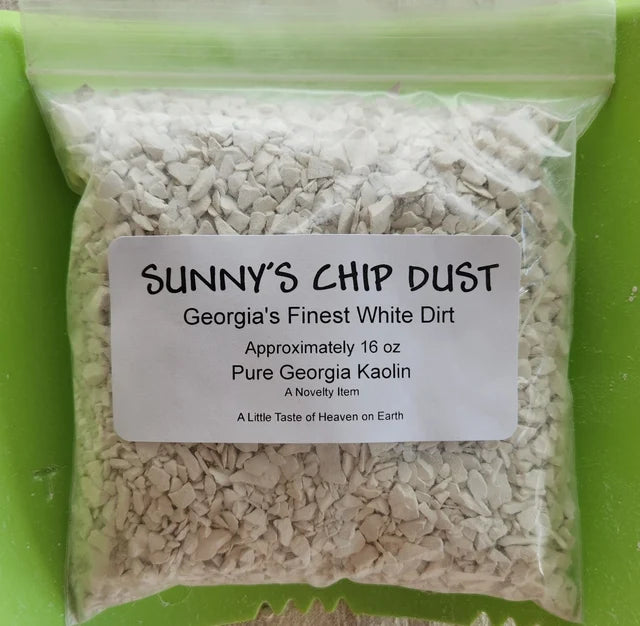 SUNNY'S CHIP DUST
Georgia's Finest White Dirt
Approximately 16 oz
Pure Georgia Kaolin
A Novelty Item
A Little Taste of Heaven on Earth